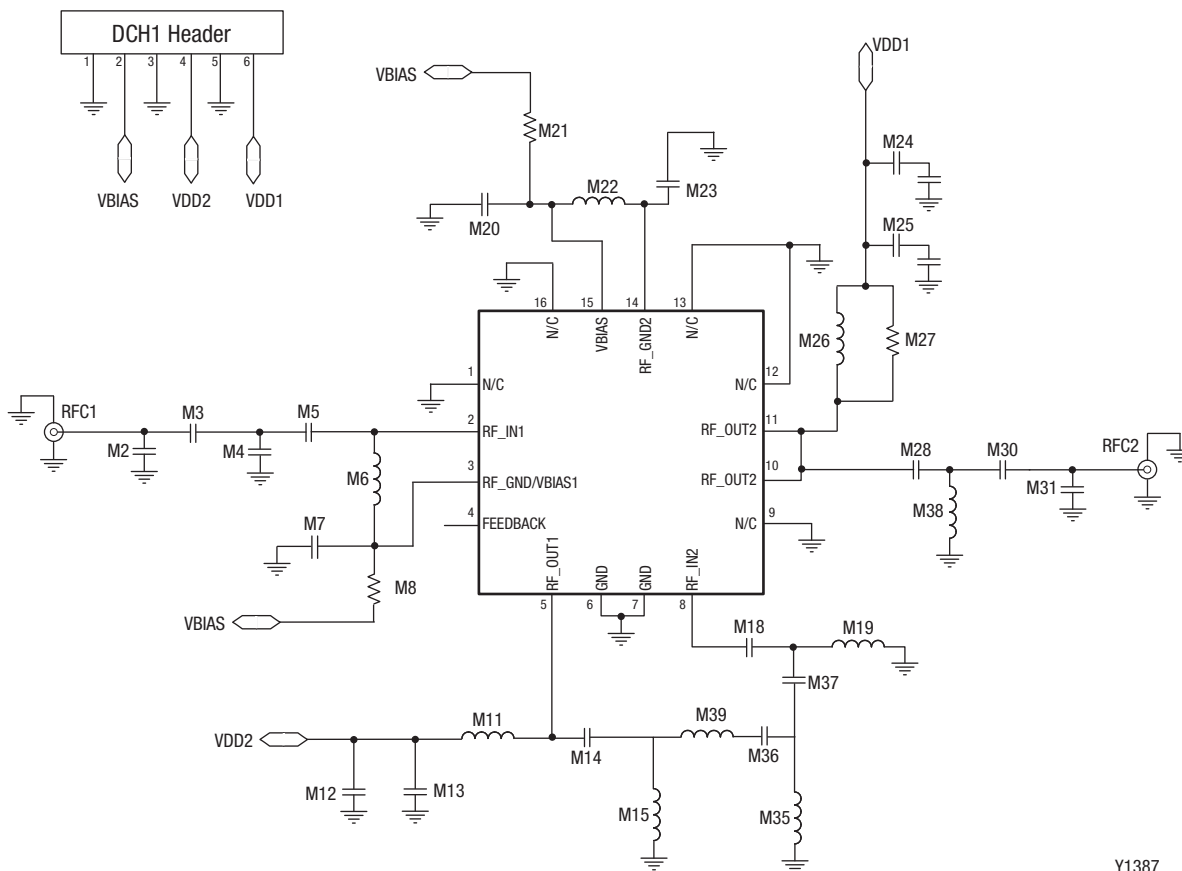 DCH1 Header
1 2 3 4 5 6
VBIAS VDD2 VDD1
VBIAS
M21
M22
M23
M20
VDD1
M24
M25
M26
M27
16 15 14 13
N/C VBIAS RF_GND2 N/C
1 N/C
2 RF_IN1
3 RF_GND/VBIAS1
4 FEEDBACK
12 N/C
11 RF_OUT2
10 RF_OUT2
9 N/C
RF_OUT1 GND GND RF_IN2
5 6 7 8
RFC1
M2
M3
M4
M5
M6
M7
M8
VBIAS
M28
M30
RFC2
M31
M38
M18
M19
M37
VDD2
M11
M39
M14
M36
M12
M13
M15
M35
Y1387